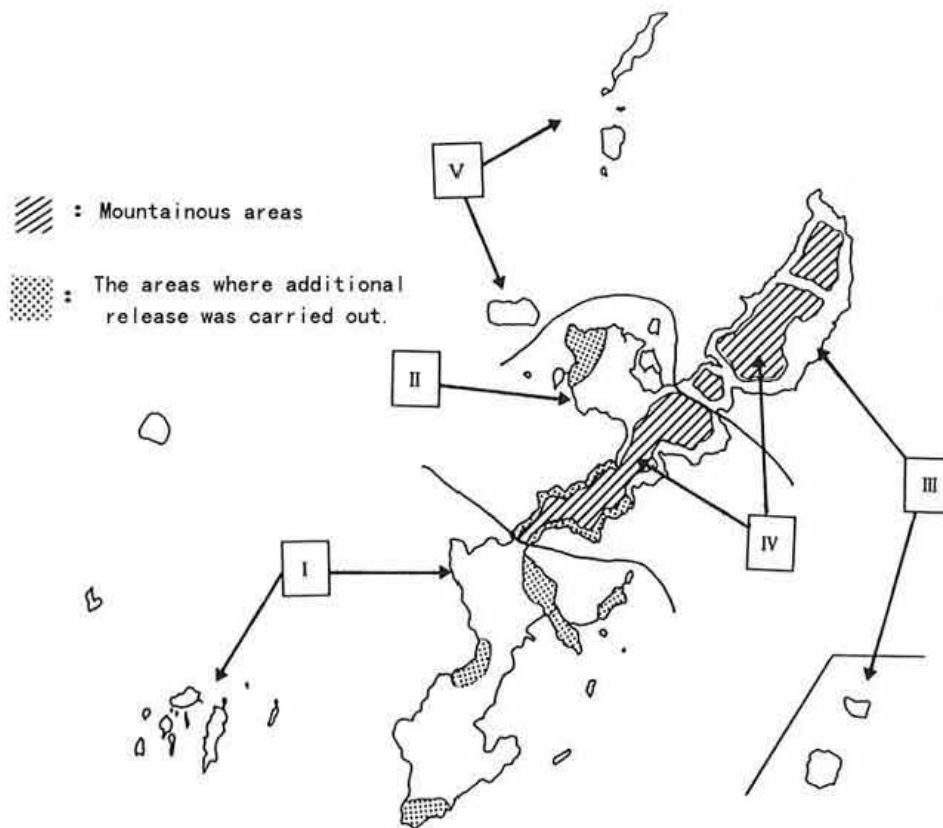 V
: Mountainous areas
: The areas where additional
release was carried out.
II
III
IV
I